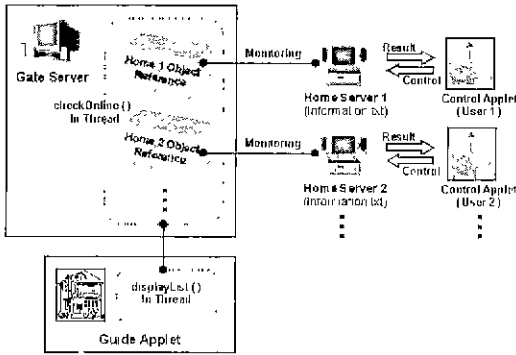 Gate Server
checkOnline ()
In Thread
Home 1 Object
Reference
Home 2 Object
Reference
Monitoring
Monitoring
Home Server 1
(Information.txt)
Home Server 2
(Information.txt)
Result
Control
Result
Control
Control Applet
(User 1)
Control Applet
(User 2)
displayList ()
In Thread
Guide Applet